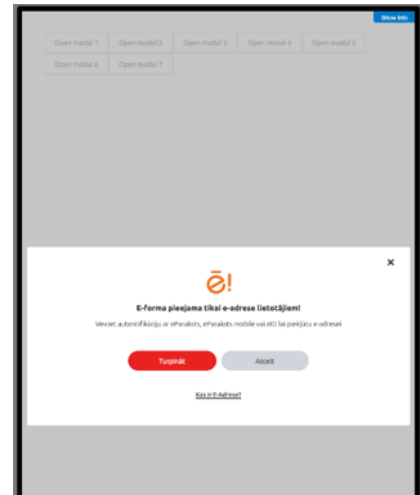 Show Info
Open modal 1 Open modal 2 Open modal 3 Open modal 4 Open modal 5
Open modal 6 Open modal 7
×
ē!
E-forma pieejama tikai e-adrese lietotājiem!
Veiciet autentifikāciju ar eParaksts, eParaksts mobile vai eID lai piekļūtu e-adresei
Turpināt Atcelt
Kas ir E-Adrese?